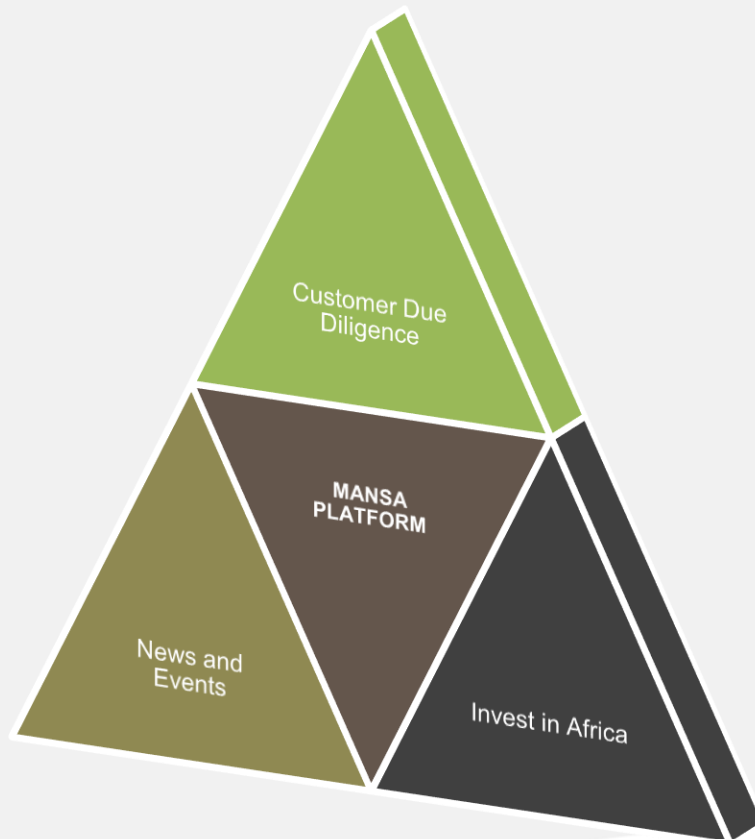 Customer Due
Diligence
MANSA
PLATFORM
News and
Events
Invest in Africa